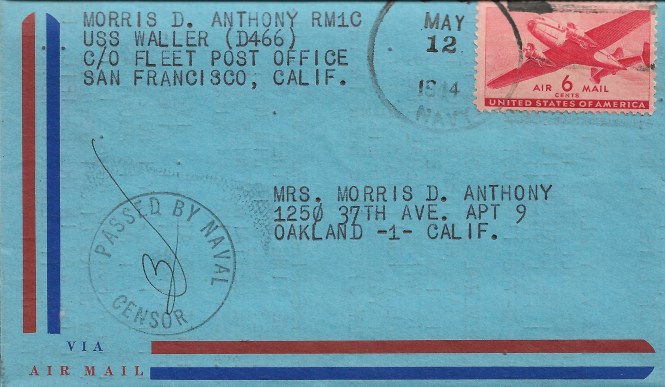 MORRIS D. ANTHONY RM1C
USS WALLER (D466)
C/O FLEET POST OFFICE
SAN FRANCISCO, CALIF.
MAY
12
1944
NAVY
AIR 6 MAIL
CENTS
UNITED STATES OF AMERICA
MRS. MORRIS D. ANTHONY
1250 37TH AVE. APT 9
OAKLAND -1- CALIF.
PASSED BY NAVAL
CENSOR
VIA
AIR MAIL